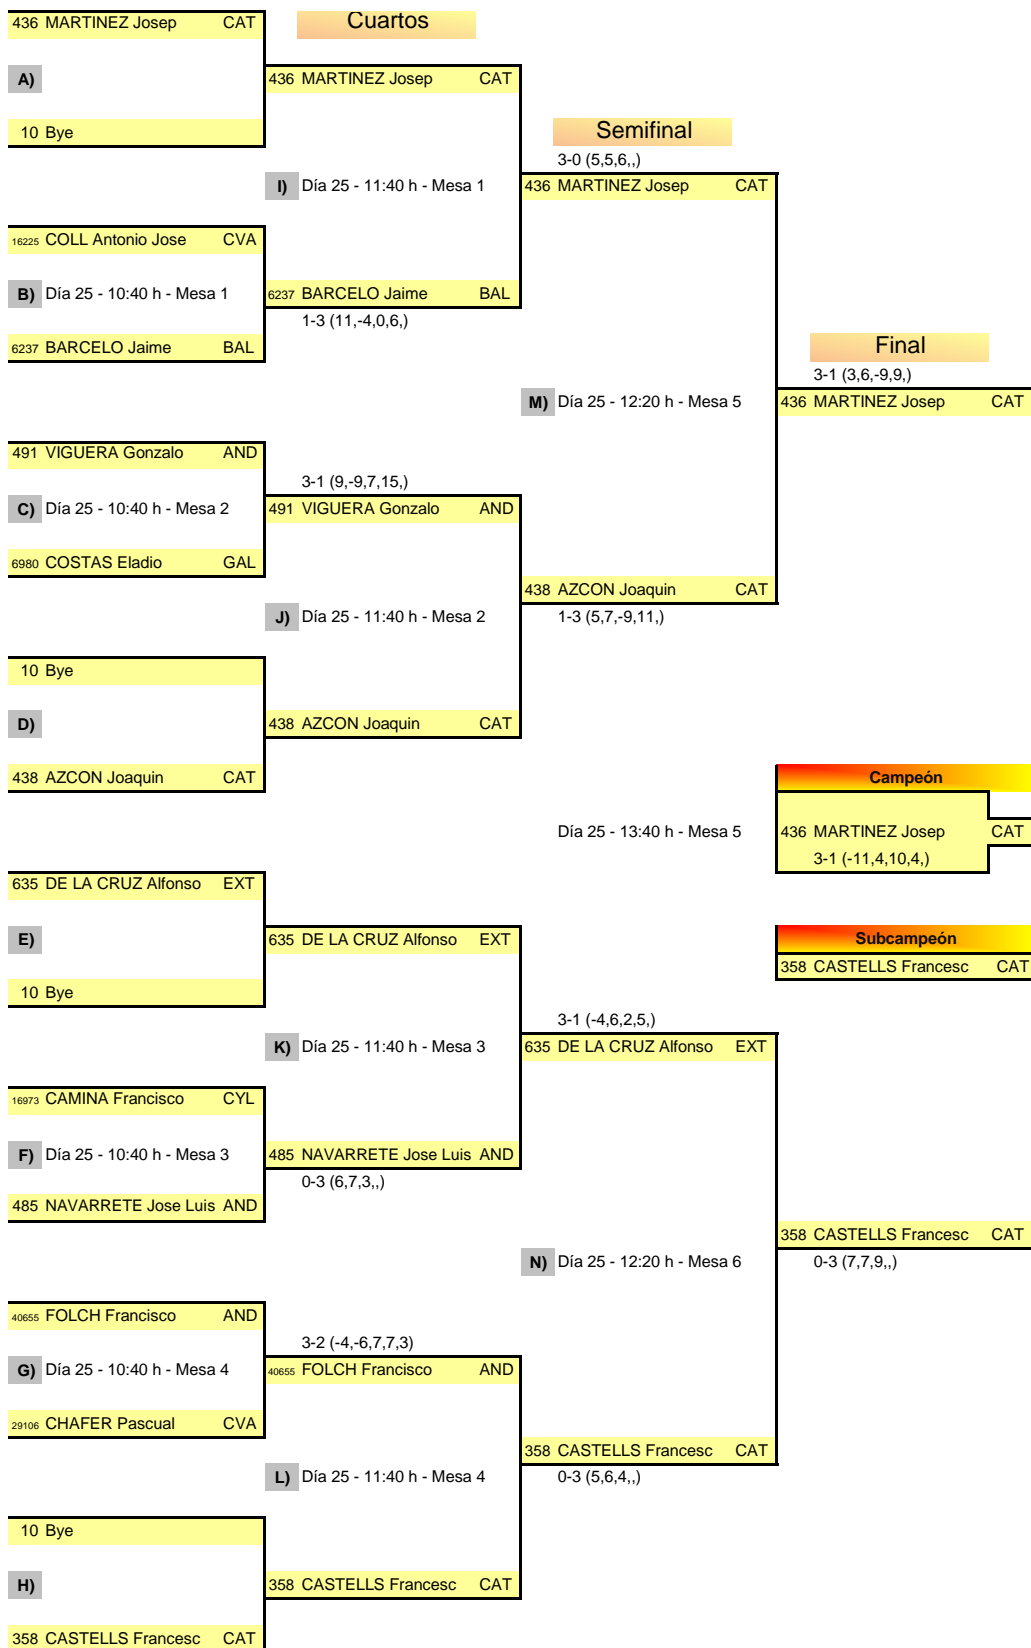 436 MARTINEZ Josep CAT
Cuartos
A)
436 MARTINEZ Josep CAT
10 Bye
Semifinal
3-0 (5,5,6,,)
I) Día 25 - 11:40 h - Mesa 1
436 MARTINEZ Josep CAT
16225 COLL Antonio Jose CVA
B) Día 25 - 10:40 h - Mesa 1
6237 BARCELO Jaime BAL
1-3 (11,-4,0,6,)
6237 BARCELO Jaime BAL
Final
3-1 (3,6,-9,9,)
M) Día 25 - 12:20 h - Mesa 5
436 MARTINEZ Josep CAT
491 VIGUERA Gonzalo AND
3-1 (9,-9,7,15,)
C) Día 25 - 10:40 h - Mesa 2
491 VIGUERA Gonzalo AND
6980 COSTAS Eladio GAL
438 AZCON Joaquin CAT
J) Día 25 - 11:40 h - Mesa 2
1-3 (5,7,-9,11,)
10 Bye
D)
438 AZCON Joaquin CAT
438 AZCON Joaquin CAT
Campeón
Día 25 - 13:40 h - Mesa 5
436 MARTINEZ Josep CAT
3-1 (-11,4,10,4,)
635 DE LA CRUZ Alfonso EXT
E)
635 DE LA CRUZ Alfonso EXT
Subcampeón
358 CASTELLS Francesc CAT
10 Bye
3-1 (-4,6,2,5,)
K) Día 25 - 11:40 h - Mesa 3
635 DE LA CRUZ Alfonso EXT
16973 CAMINA Francisco CYL
F) Día 25 - 10:40 h - Mesa 3
485 NAVARRETE Jose Luis AND
0-3 (6,7,3,,)
485 NAVARRETE Jose Luis AND
358 CASTELLS Francesc CAT
N) Día 25 - 12:20 h - Mesa 6
0-3 (7,7,9,,)
40655 FOLCH Francisco AND
3-2 (-4,-6,7,7,3)
G) Día 25 - 10:40 h - Mesa 4
40655 FOLCH Francisco AND
29106 CHAFER Pascual CVA
358 CASTELLS Francesc CAT
L) Día 25 - 11:40 h - Mesa 4
0-3 (5,6,4,,)
10 Bye
H)
358 CASTELLS Francesc CAT
358 CASTELLS Francesc CAT